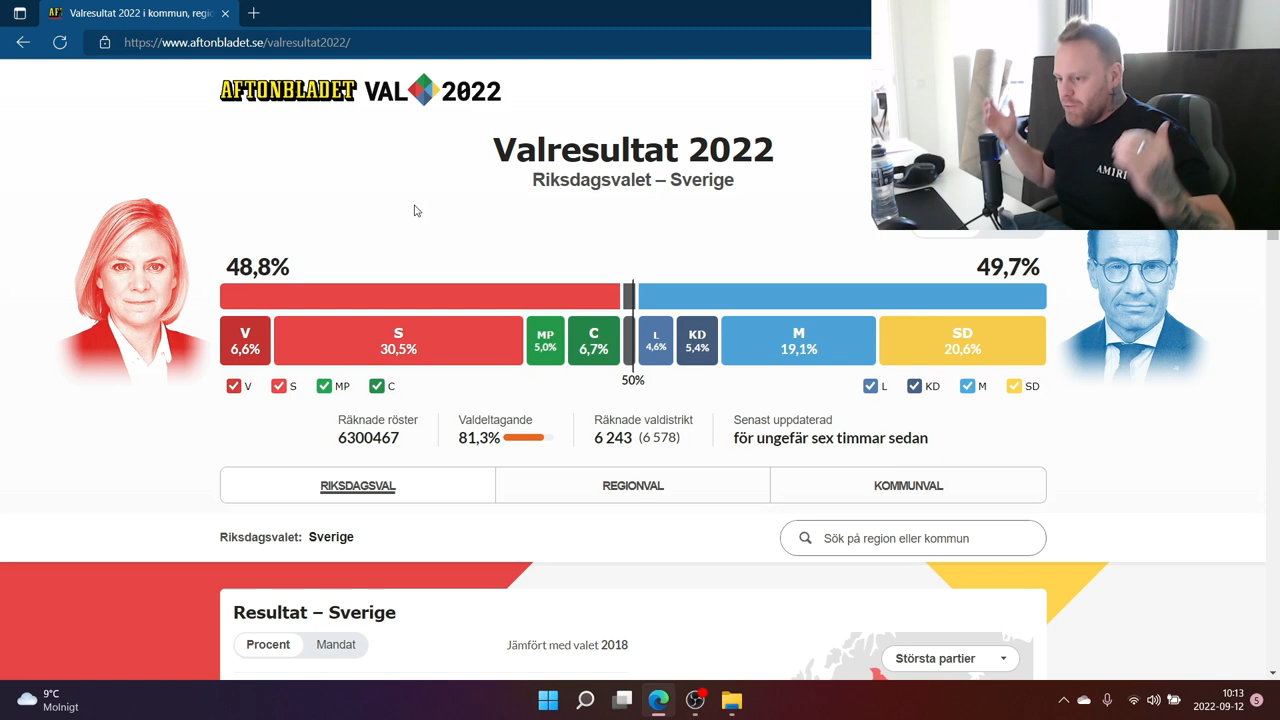 Valresultat 2022 i kommun, regio
https://www.aftonbladet.se/valresultat2022/
AFTONBLADET VAL 2022
AMIRI
Valresultat 2022
Riksdagsvalet – Sverige
48,8%
49,7%
V
6,6%
S
30,5%
MP
5,0%
C
6,7%
L
4,6%
KD
5,4%
M
19,1%
SD
20,6%
50%
V S MP C
L KD M SD
Räknade röster
6300467
Valdeltagande
81,3%
Räknade valdistrikt
6 243 (6 578)
Senast uppdaterad
för ungefär sex timmar sedan
RIKSDAGSVAL
REGIONVAL
KOMMUNVAL
Riksdagsvalet: Sverige
Sök på region eller kommun
Resultat – Sverige
Procent Mandat
Jämfört med valet 2018
Största partier
9°C
Molnigt
10:13
2022-09-12
5